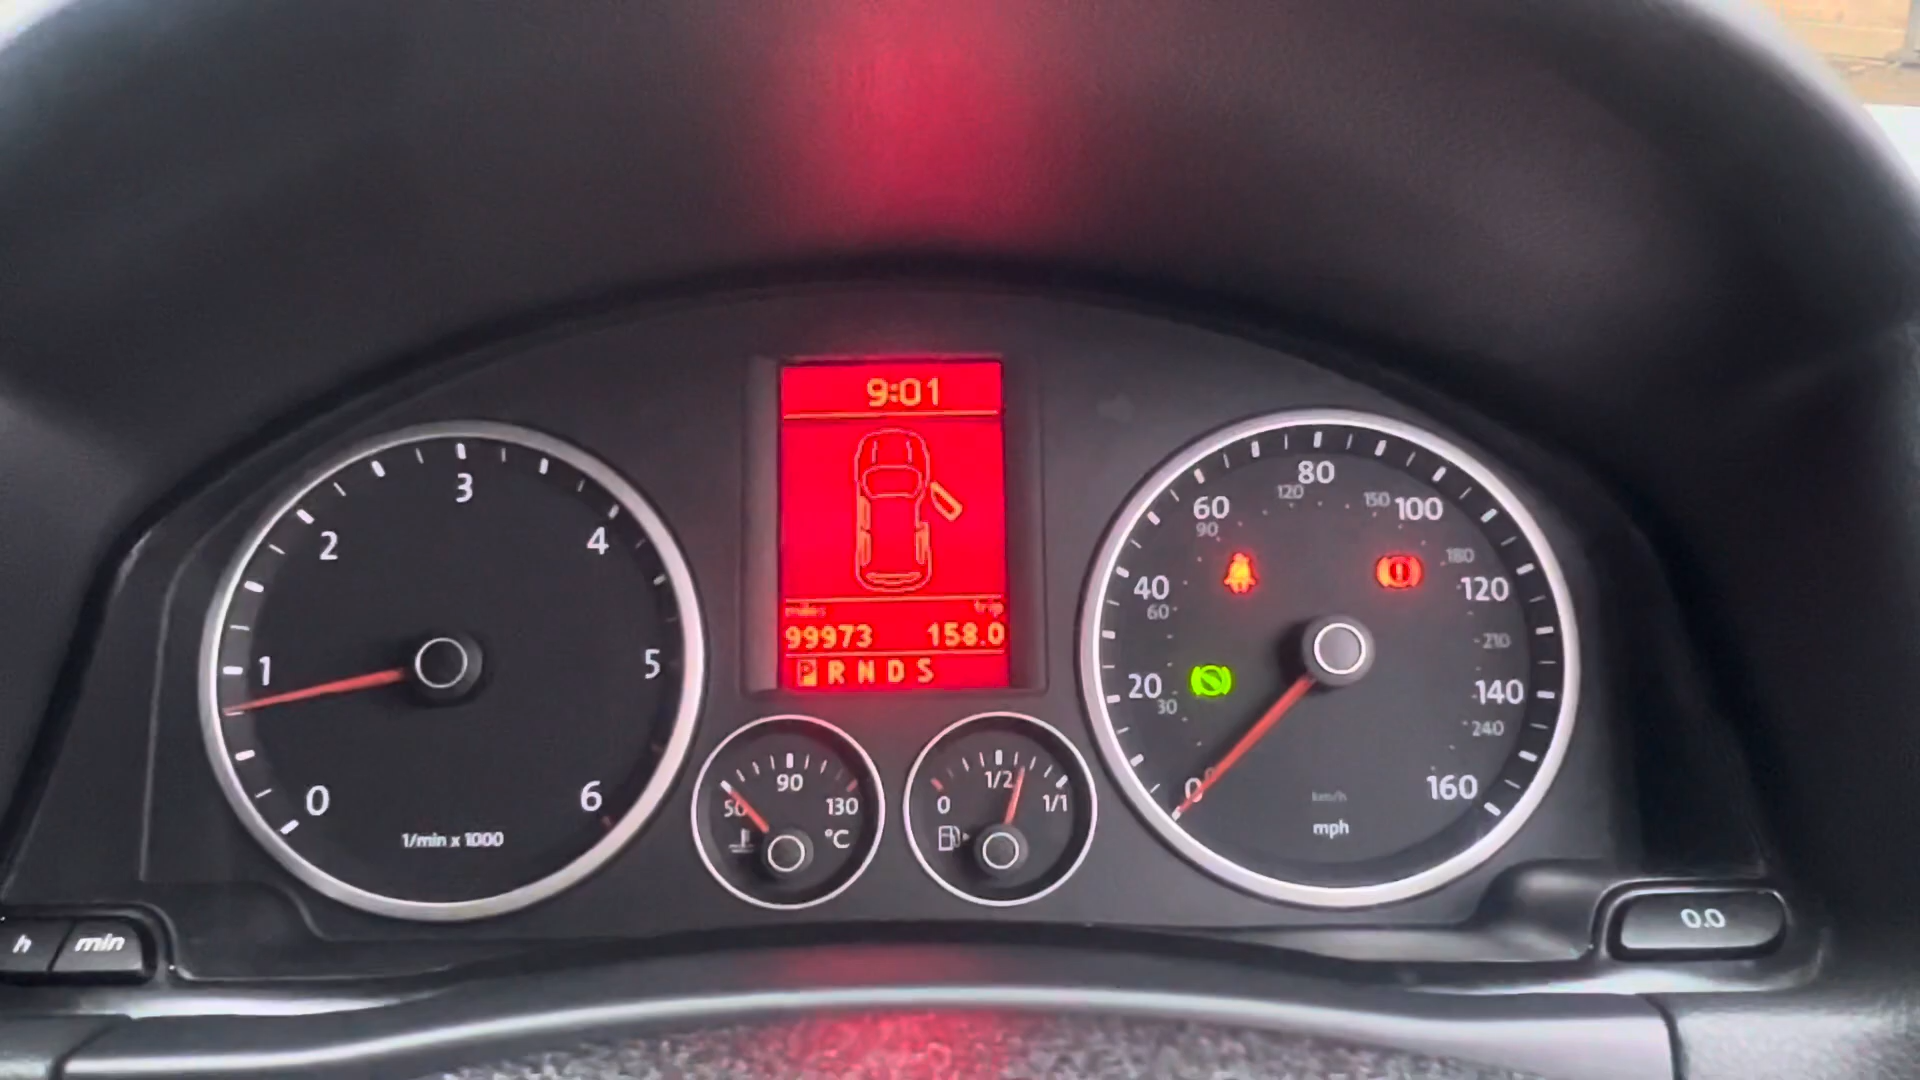 9:01
miles trip
99973 158.0
P R N D S
0 1 2 3 4 5 6
1/min x 1000
50 90 130
°C
0 1/2 1/1
0 20 40 60 80 100 120 140 160
30 60 90 120 150 180 210 240
km/h
mph
h min
0.0